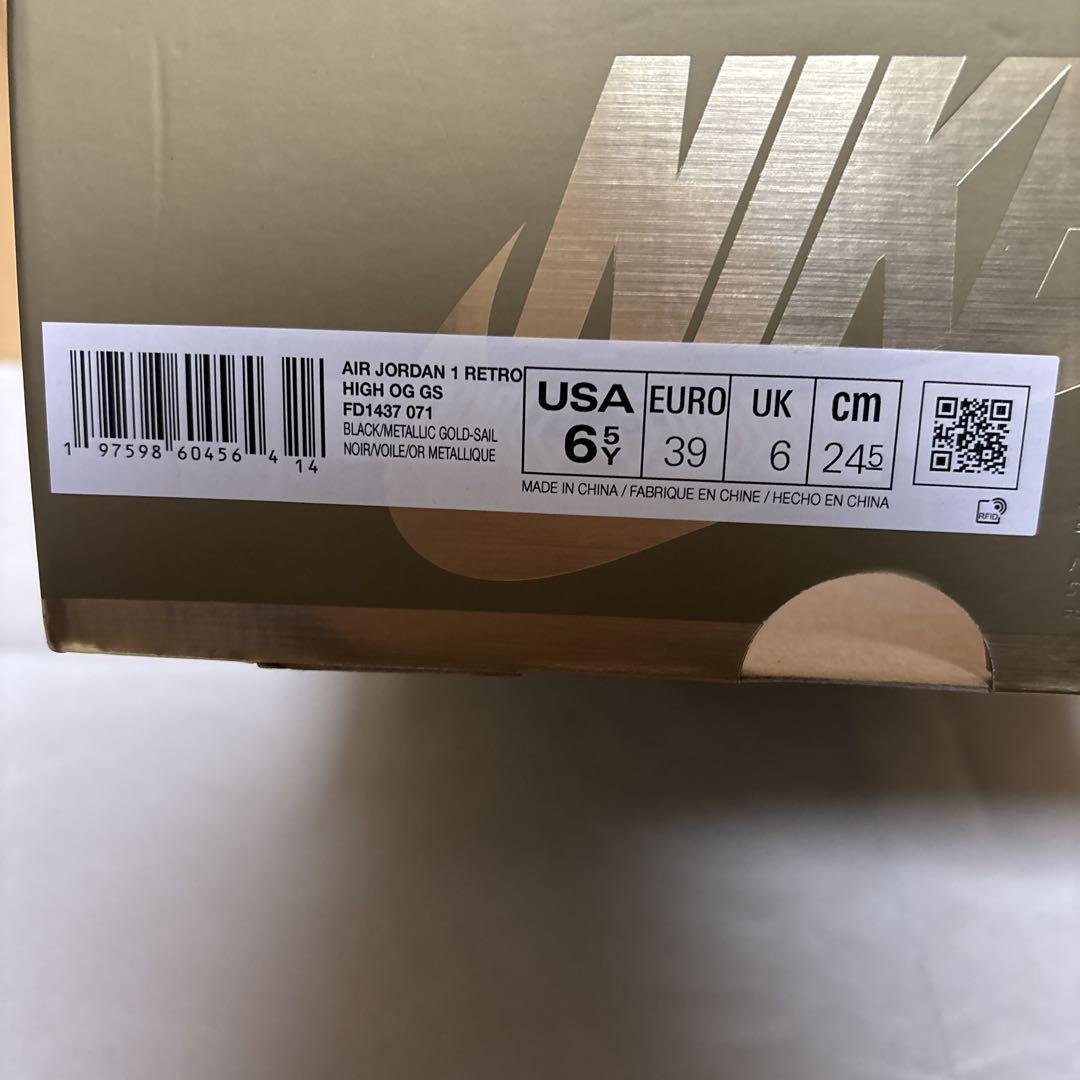 NIKE
AIR JORDAN 1 RETRO
HIGH OG GS
FD1437 071
BLACK/METALLIC GOLD-SAIL
NOIR/VOILE/OR METALLIQUE
1 97598 60456 4 14
USA EURO UK cm
6 5 Y 39 6 24 5
MADE IN CHINA / FABRIQUE EN CHINE / HECHO EN CHINA
RFID